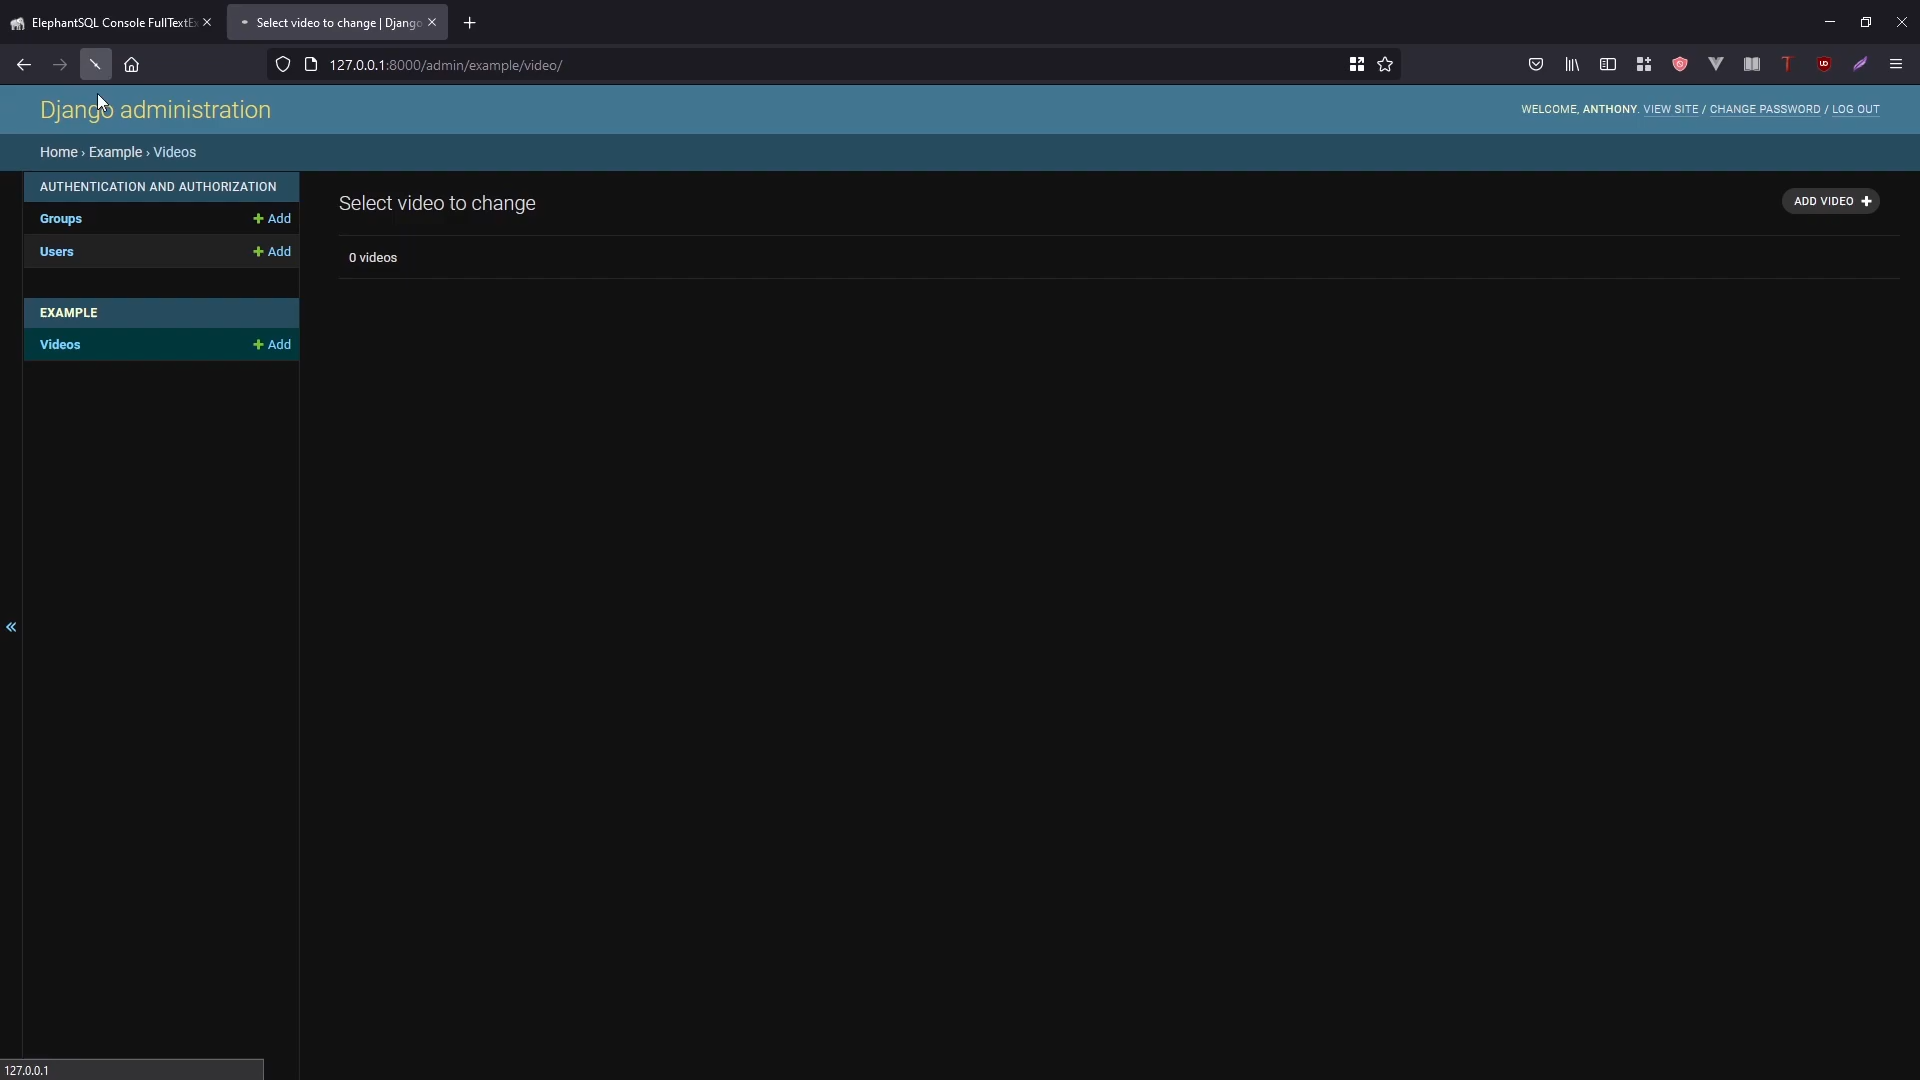 ElephantSQL Console FullTextEx
Select video to change | Django
127.0.0.1:8000/admin/example/video/
Django administration
WELCOME, ANTHONY. VIEW SITE / CHANGE PASSWORD / LOG OUT
Home › Example › Videos
AUTHENTICATION AND AUTHORIZATION
Groups + Add
Users + Add
EXAMPLE
Videos + Add
«
Select video to change
ADD VIDEO +
0 videos
127.0.0.1